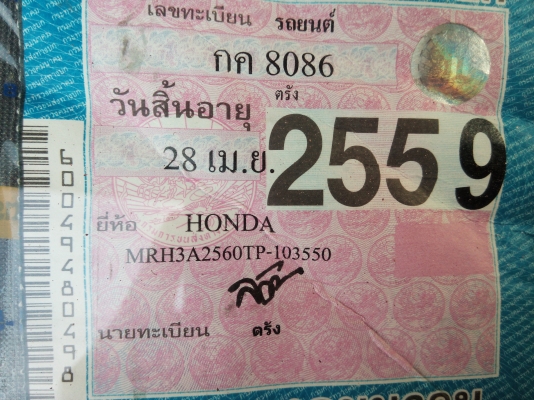 เลขทะเบียน รถยนต์
กค 8086
ตรัง
วันสิ้นอายุ
28 เม.ย. 2559
ยี่ห้อ HONDA
MRH3A2560TP-103550
นายทะเบียน ตรัง
6004948049 8